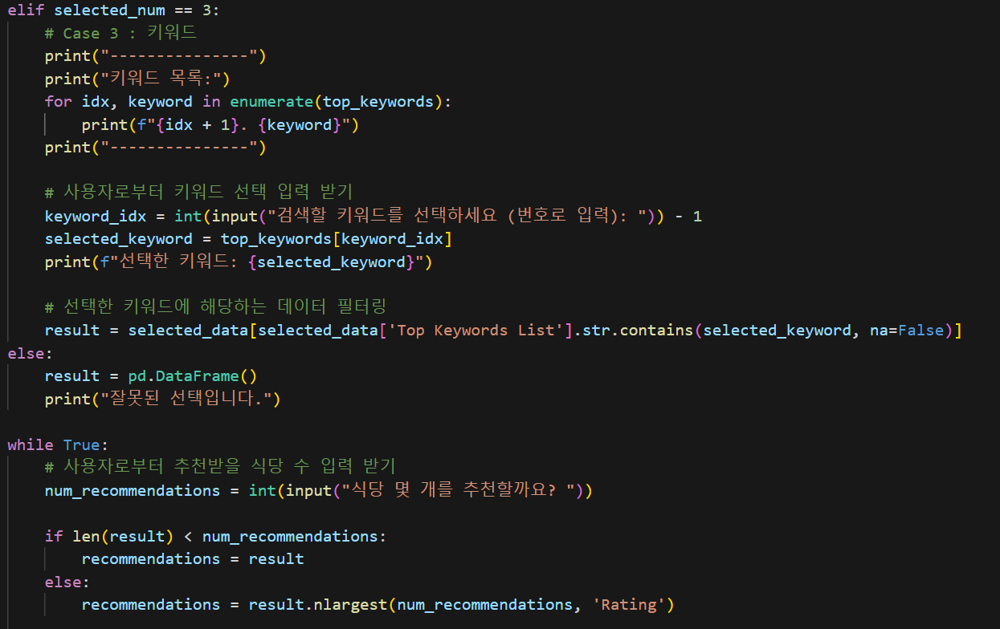 elif selected_num == 3:
    # Case 3 : 키워드
    print("---------------")
    print("키워드 목록:")
    for idx, keyword in enumerate(top_keywords):
        print(f"{idx + 1}. {keyword}")
    print("---------------")

    # 사용자로부터 키워드 선택 입력 받기
    keyword_idx = int(input("검색할 키워드를 선택하세요 (번호로 입력): ")) - 1
    selected_keyword = top_keywords[keyword_idx]
    print(f"선택한 키워드: {selected_keyword}")

    # 선택한 키워드에 해당하는 데이터 필터링
    result = selected_data[selected_data['Top Keywords List'].str.contains(selected_keyword, na=False)]
else:
    result = pd.DataFrame()
    print("잘못된 선택입니다.")

while True:
    # 사용자로부터 추천받을 식당 수 입력 받기
    num_recommendations = int(input("식당 몇 개를 추천할까요? "))

    if len(result) < num_recommendations:
        recommendations = result
    else:
        recommendations = result.nlargest(num_recommendations, 'Rating')